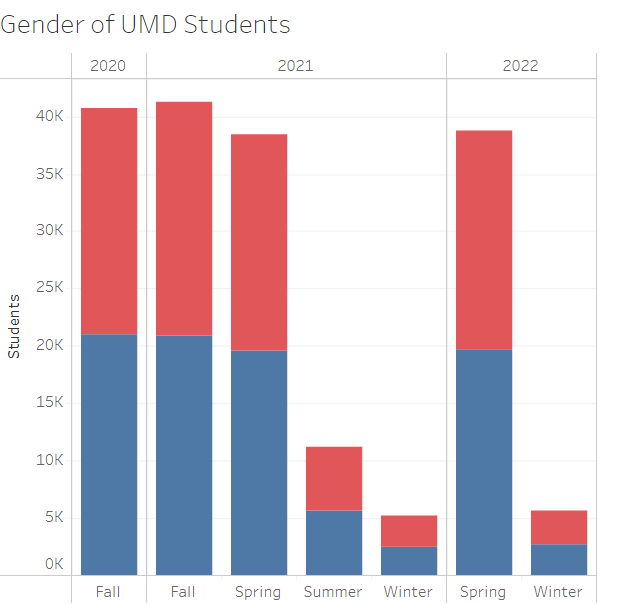 Gender of UMD Students
2020 2021 2022
40K
35K
30K
25K
20K
15K
10K
5K
0K
Students
Fall Fall Spring Summer Winter Spring Winter